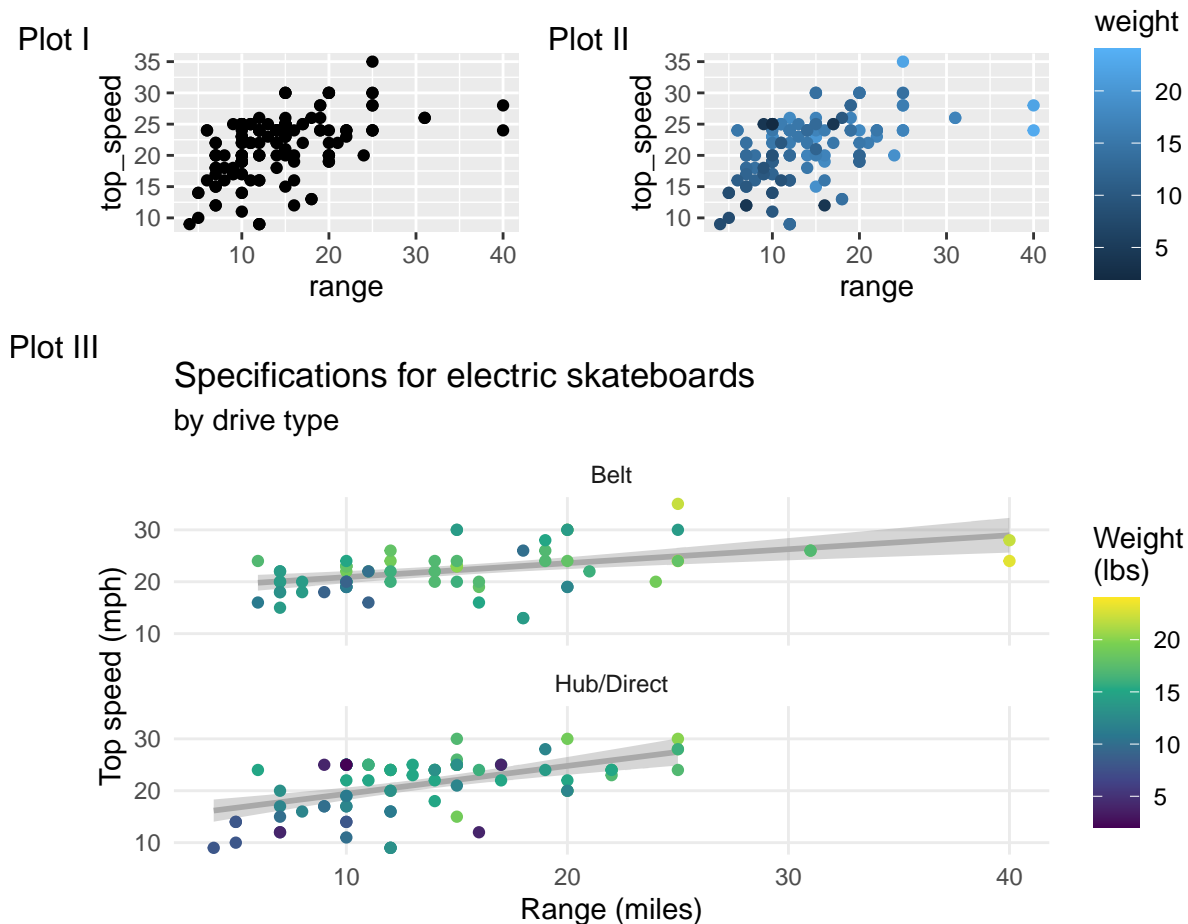 Plot I
35
30
25
20
15
10
top_speed
10
20
30
40
range
Plot II
35
30
25
20
15
10
top_speed
10
20
30
40
range
weight
20
15
10
5
Plot III
Specifications for electric skateboards
by drive type
Belt
30
20
10
Hub/Direct
30
20
10
Top speed (mph)
10
20
30
40
Range (miles)
Weight
(lbs)
20
15
10
5